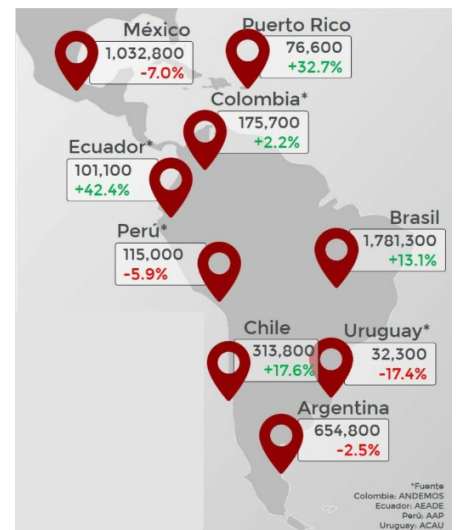 México
1,032,800
-7.0%
Puerto Rico
76,600
+32.7%
Colombia*
175,700
+2.2%
Ecuador*
101,100
+42.4%
Perú*
115,000
-5.9%
Brasil
1,781,300
+13.1%
Chile
313,800
+17.6%
Uruguay*
32,300
-17.4%
Argentina
654,800
-2.5%
*Fuente
Colombia: ANDEMOS
Ecuador: AEADE
Perú: AAP
Uruguay: ACAU